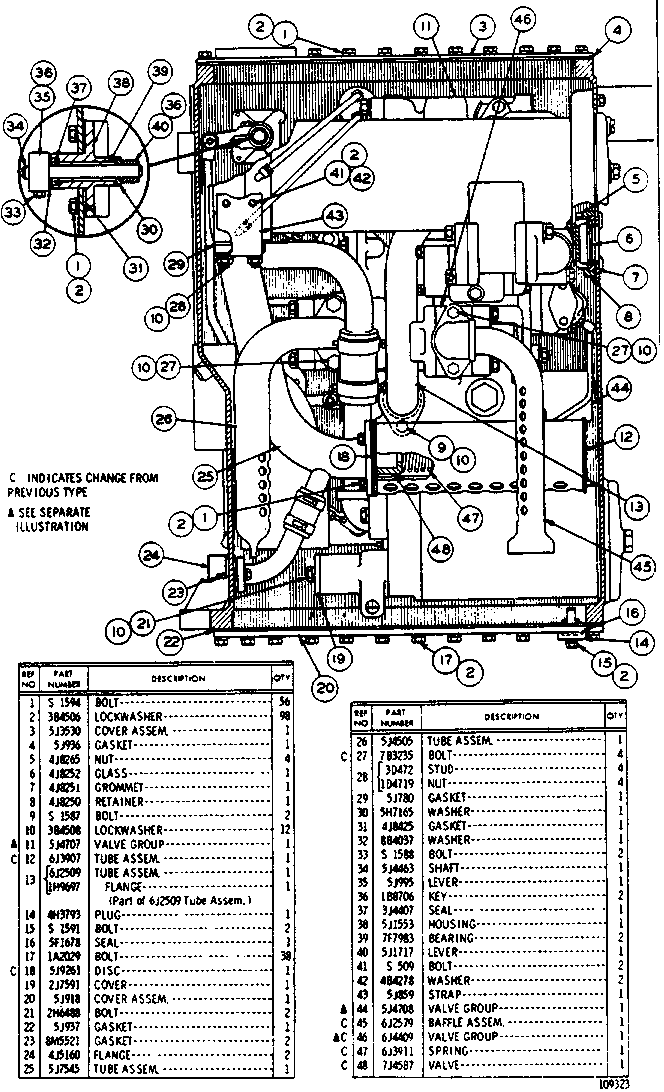 2 1 11 3 46 4
36 37 38 39
35 36
34 40
2
41 42 5
33 43 6
32 31 30 29 7
1 10 28 8
2
10 27 27 10
44
26
12
9
C INDICATES CHANGE FROM
PREVIOUS TYPE
25 18 10
▲ SEE SEPARATE
ILLUSTRATION
2 1 47 13
48
24 45
23
16
10 21 22 19 17 2 14
20 15 2
REF NO PART NUMBER DESCRIPTION QTY
1 S 1594 BOLT 56
2 3B4506 LOCKWASHER 98
3 5J3530 COVER ASSEM. 1
4 5J936 GASKET 1
5 4J8265 NUT 4
6 4J8252 GLASS 1
7 4J8251 GROMMET 1
8 4J8250 RETAINER 1
9 S 1587 BOLT 2
10 3B4508 LOCKWASHER 12
▲ 11 5J4707 VALVE GROUP 1
C 12 6J3907 TUBE ASSEM. 1
13 6J2509 TUBE ASSEM. 1
1H9697 FLANGE 1
(Part of 6J2509 Tube Assem.)
14 4H3793 PLUG 1
15 S 1591 BOLT 2
16 5F1678 SEAL 1
17 1A2029 BOLT 38
C 18 5J9261 DISC 1
19 2J7591 COVER 1
20 5J918 COVER ASSEM. 1
21 2H6488 BOLT 2
22 5J937 GASKET 1
23 8M5521 GASKET 2
24 4J5160 FLANGE 2
25 5J7545 TUBE ASSEM. 1
REF NO PART NUMBER DESCRIPTION QTY
26 5J4505 TUBE ASSEM. 1
C 27 7B3235 BOLT 4
28 3D472 STUD 4
1D4719 NUT 4
29 5J780 GASKET 1
30 5H7165 WASHER 1
31 4J8425 GASKET 1
32 8B4037 WASHER 1
33 S 1588 BOLT 2
34 5J4463 SHAFT 1
35 5J995 LEVER 1
36 1B8706 KEY 2
37 3J4407 SEAL 1
38 5J1553 HOUSING 1
39 7F7983 BEARING 2
40 5J1717 LEVER 1
41 S 509 BOLT 2
42 4B4278 WASHER 2
43 5J859 STRAP 1
▲ 44 5J4708 VALVE GROUP 1
C 45 6J2579 BAFFLE ASSEM. 1
▲C 46 6J4409 VALVE GROUP 1
C 47 6J3911 SPRING 1
C 48 7J4587 VALVE 1
109323